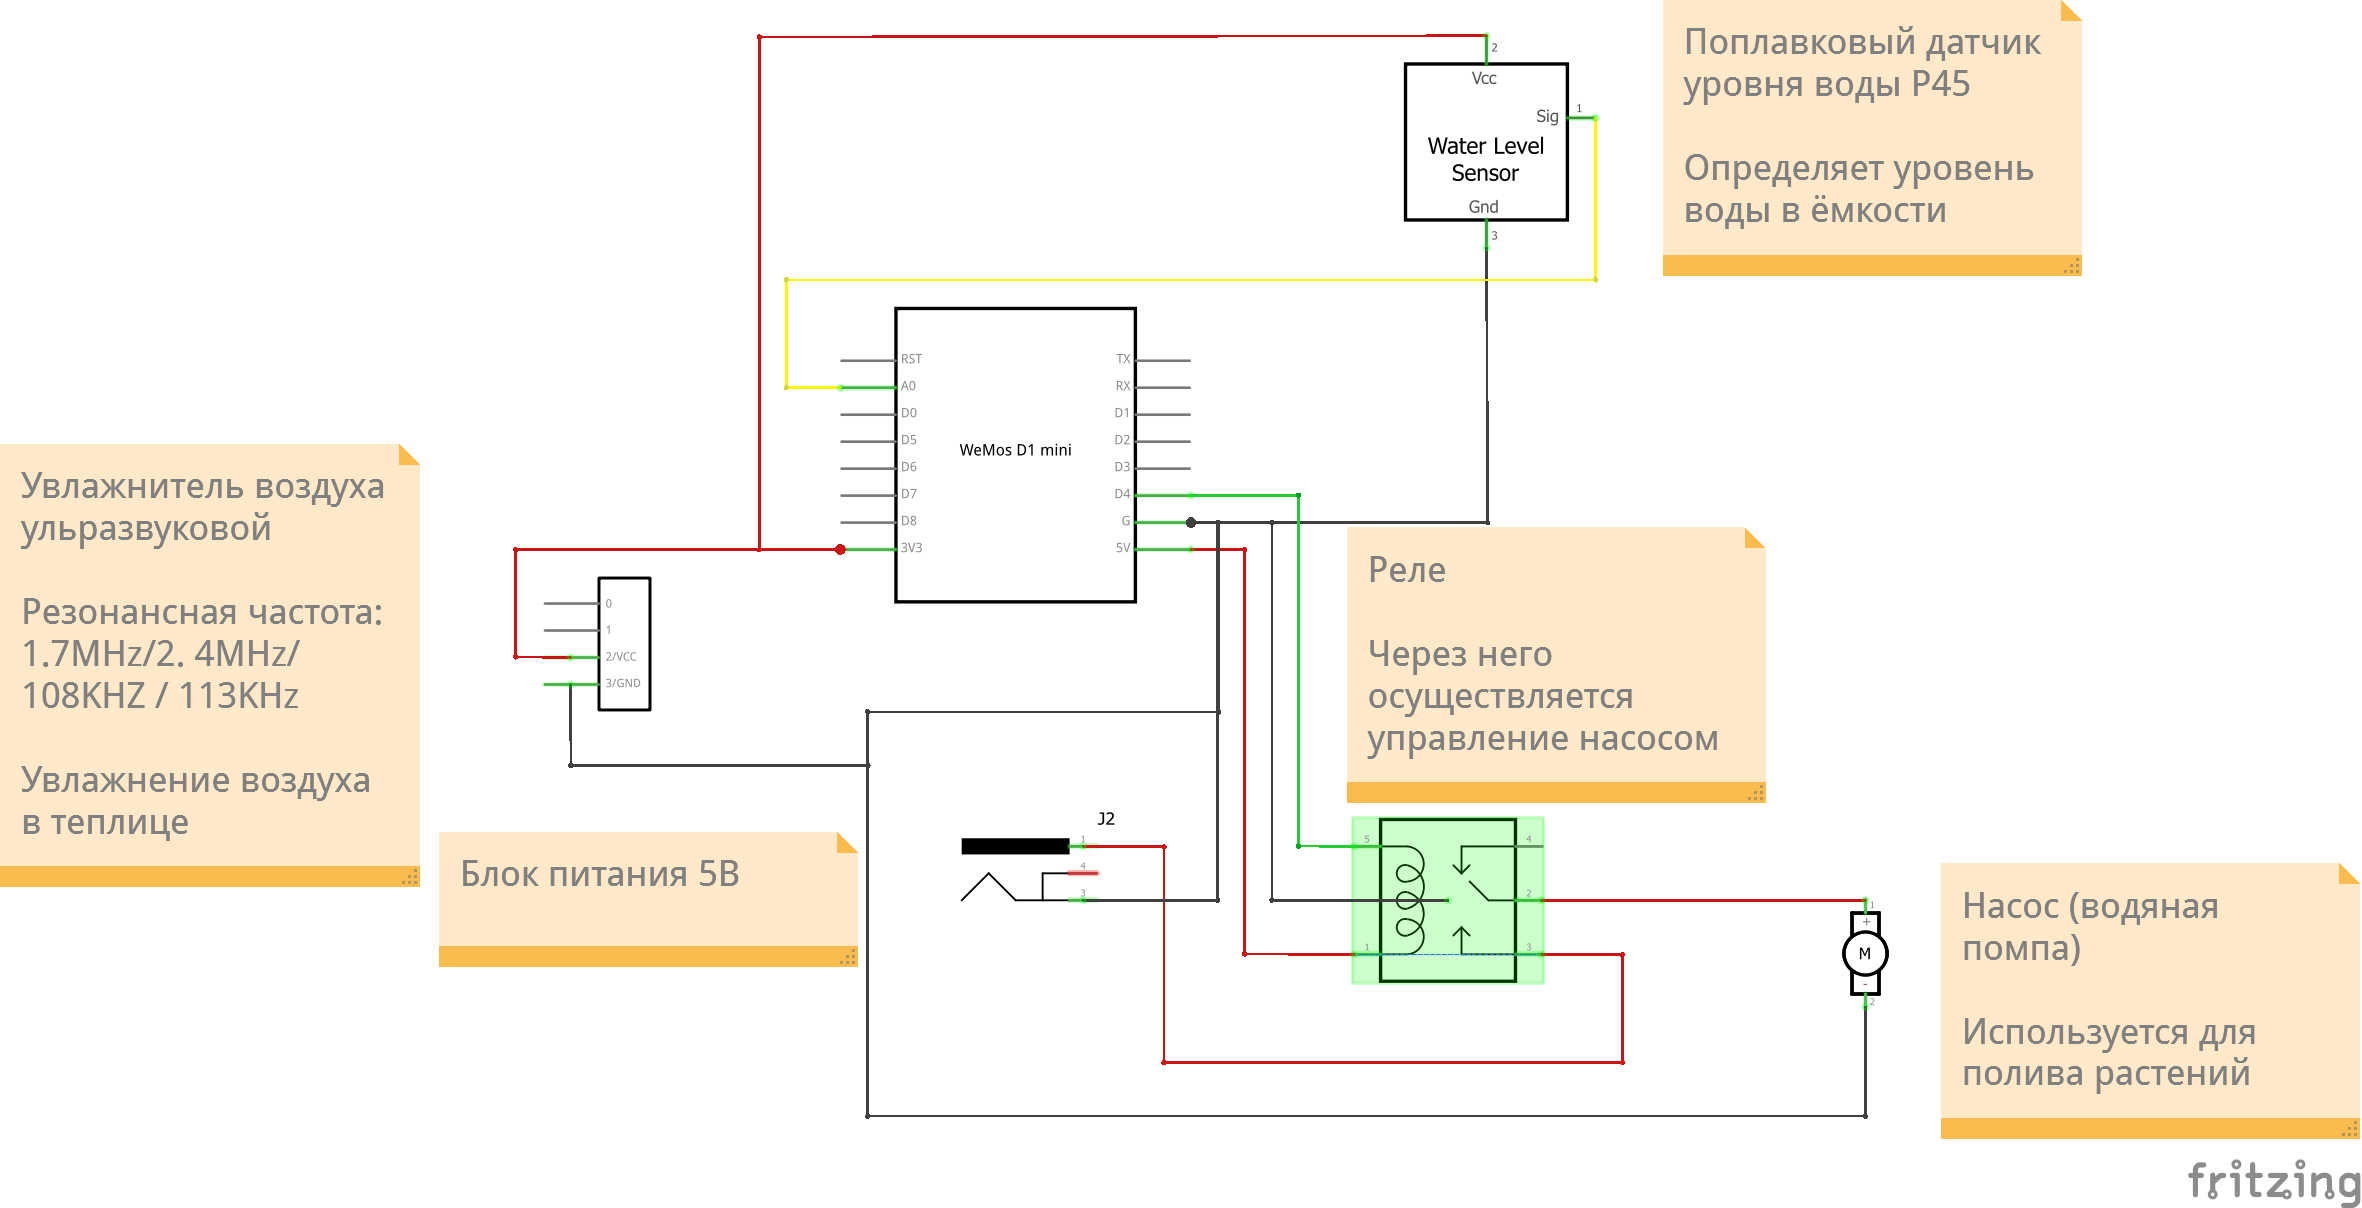 Поплавковый датчик
уровня воды P45
Определяет уровень
воды в ёмкости
2
Vcc
Sig
1
Water Level
Sensor
Gnd
3
RST
A0
D0
D5
D6
D7
D8
3V3
WeMos D1 mini
TX
RX
D1
D2
D3
D4
G
5V
Увлажнитель воздуха
ульразвуковой
Резонансная частота:
1.7MHz/2. 4MHz/
108KHZ / 113KHz
Увлажнение воздуха
в теплице
0
1
2/VCC
3/GND
Реле
Через него
осуществляется
управление насосом
Блок питания 5В
J2
1
4
3
5
4
2
1
3
1
+
M
-
2
Насос (водяная
помпа)
Используется для
полива растений
fritzing